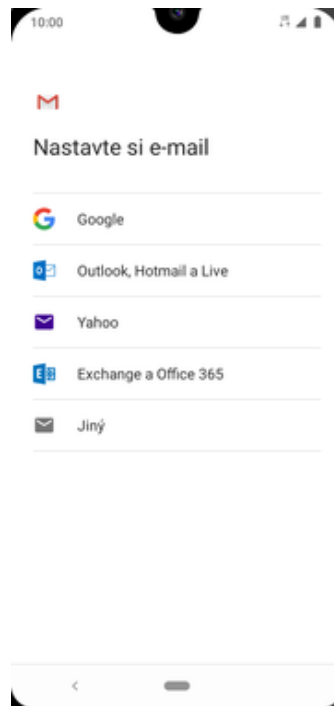 10:00
Nastavte si e-mail
Google
Outlook, Hotmail a Live
Yahoo
Exchange a Office 365
Jiný